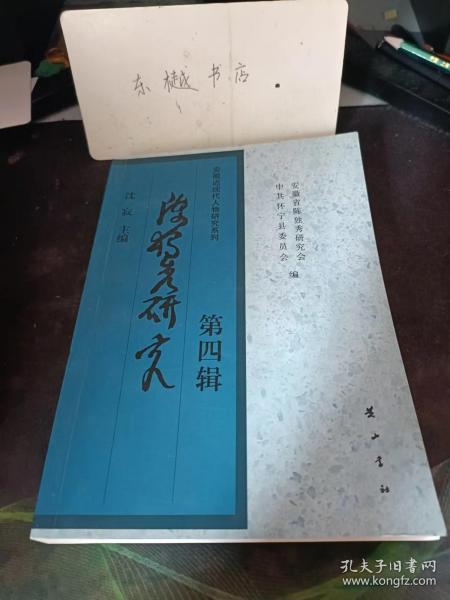 东樾书店
安徽近现代人物研究系列
陈独秀研究
第四辑
沈寂 主编
安徽省陈独秀研究会
中共怀宁县委员会
编
黄山书社
孔夫子旧书网
www.kongfz.com